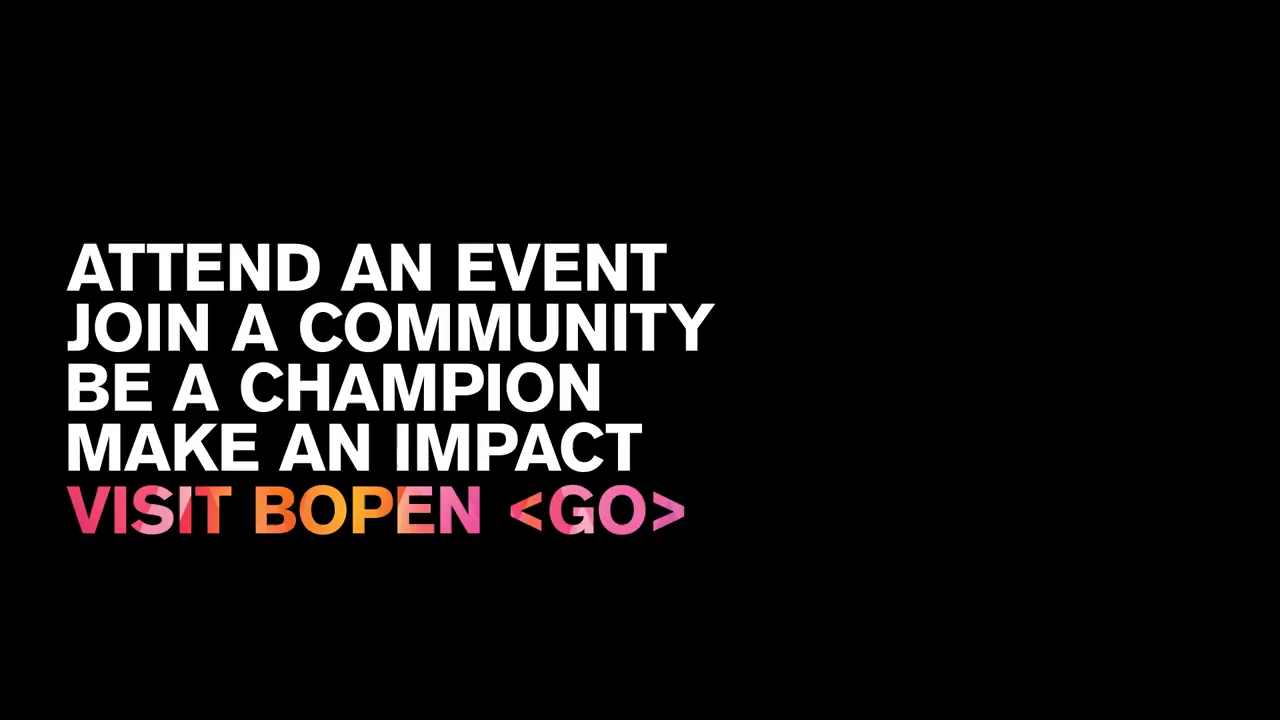 ATTEND AN EVENT
JOIN A COMMUNITY
BE A CHAMPION
MAKE AN IMPACT
VISIT BOPEN <GO>